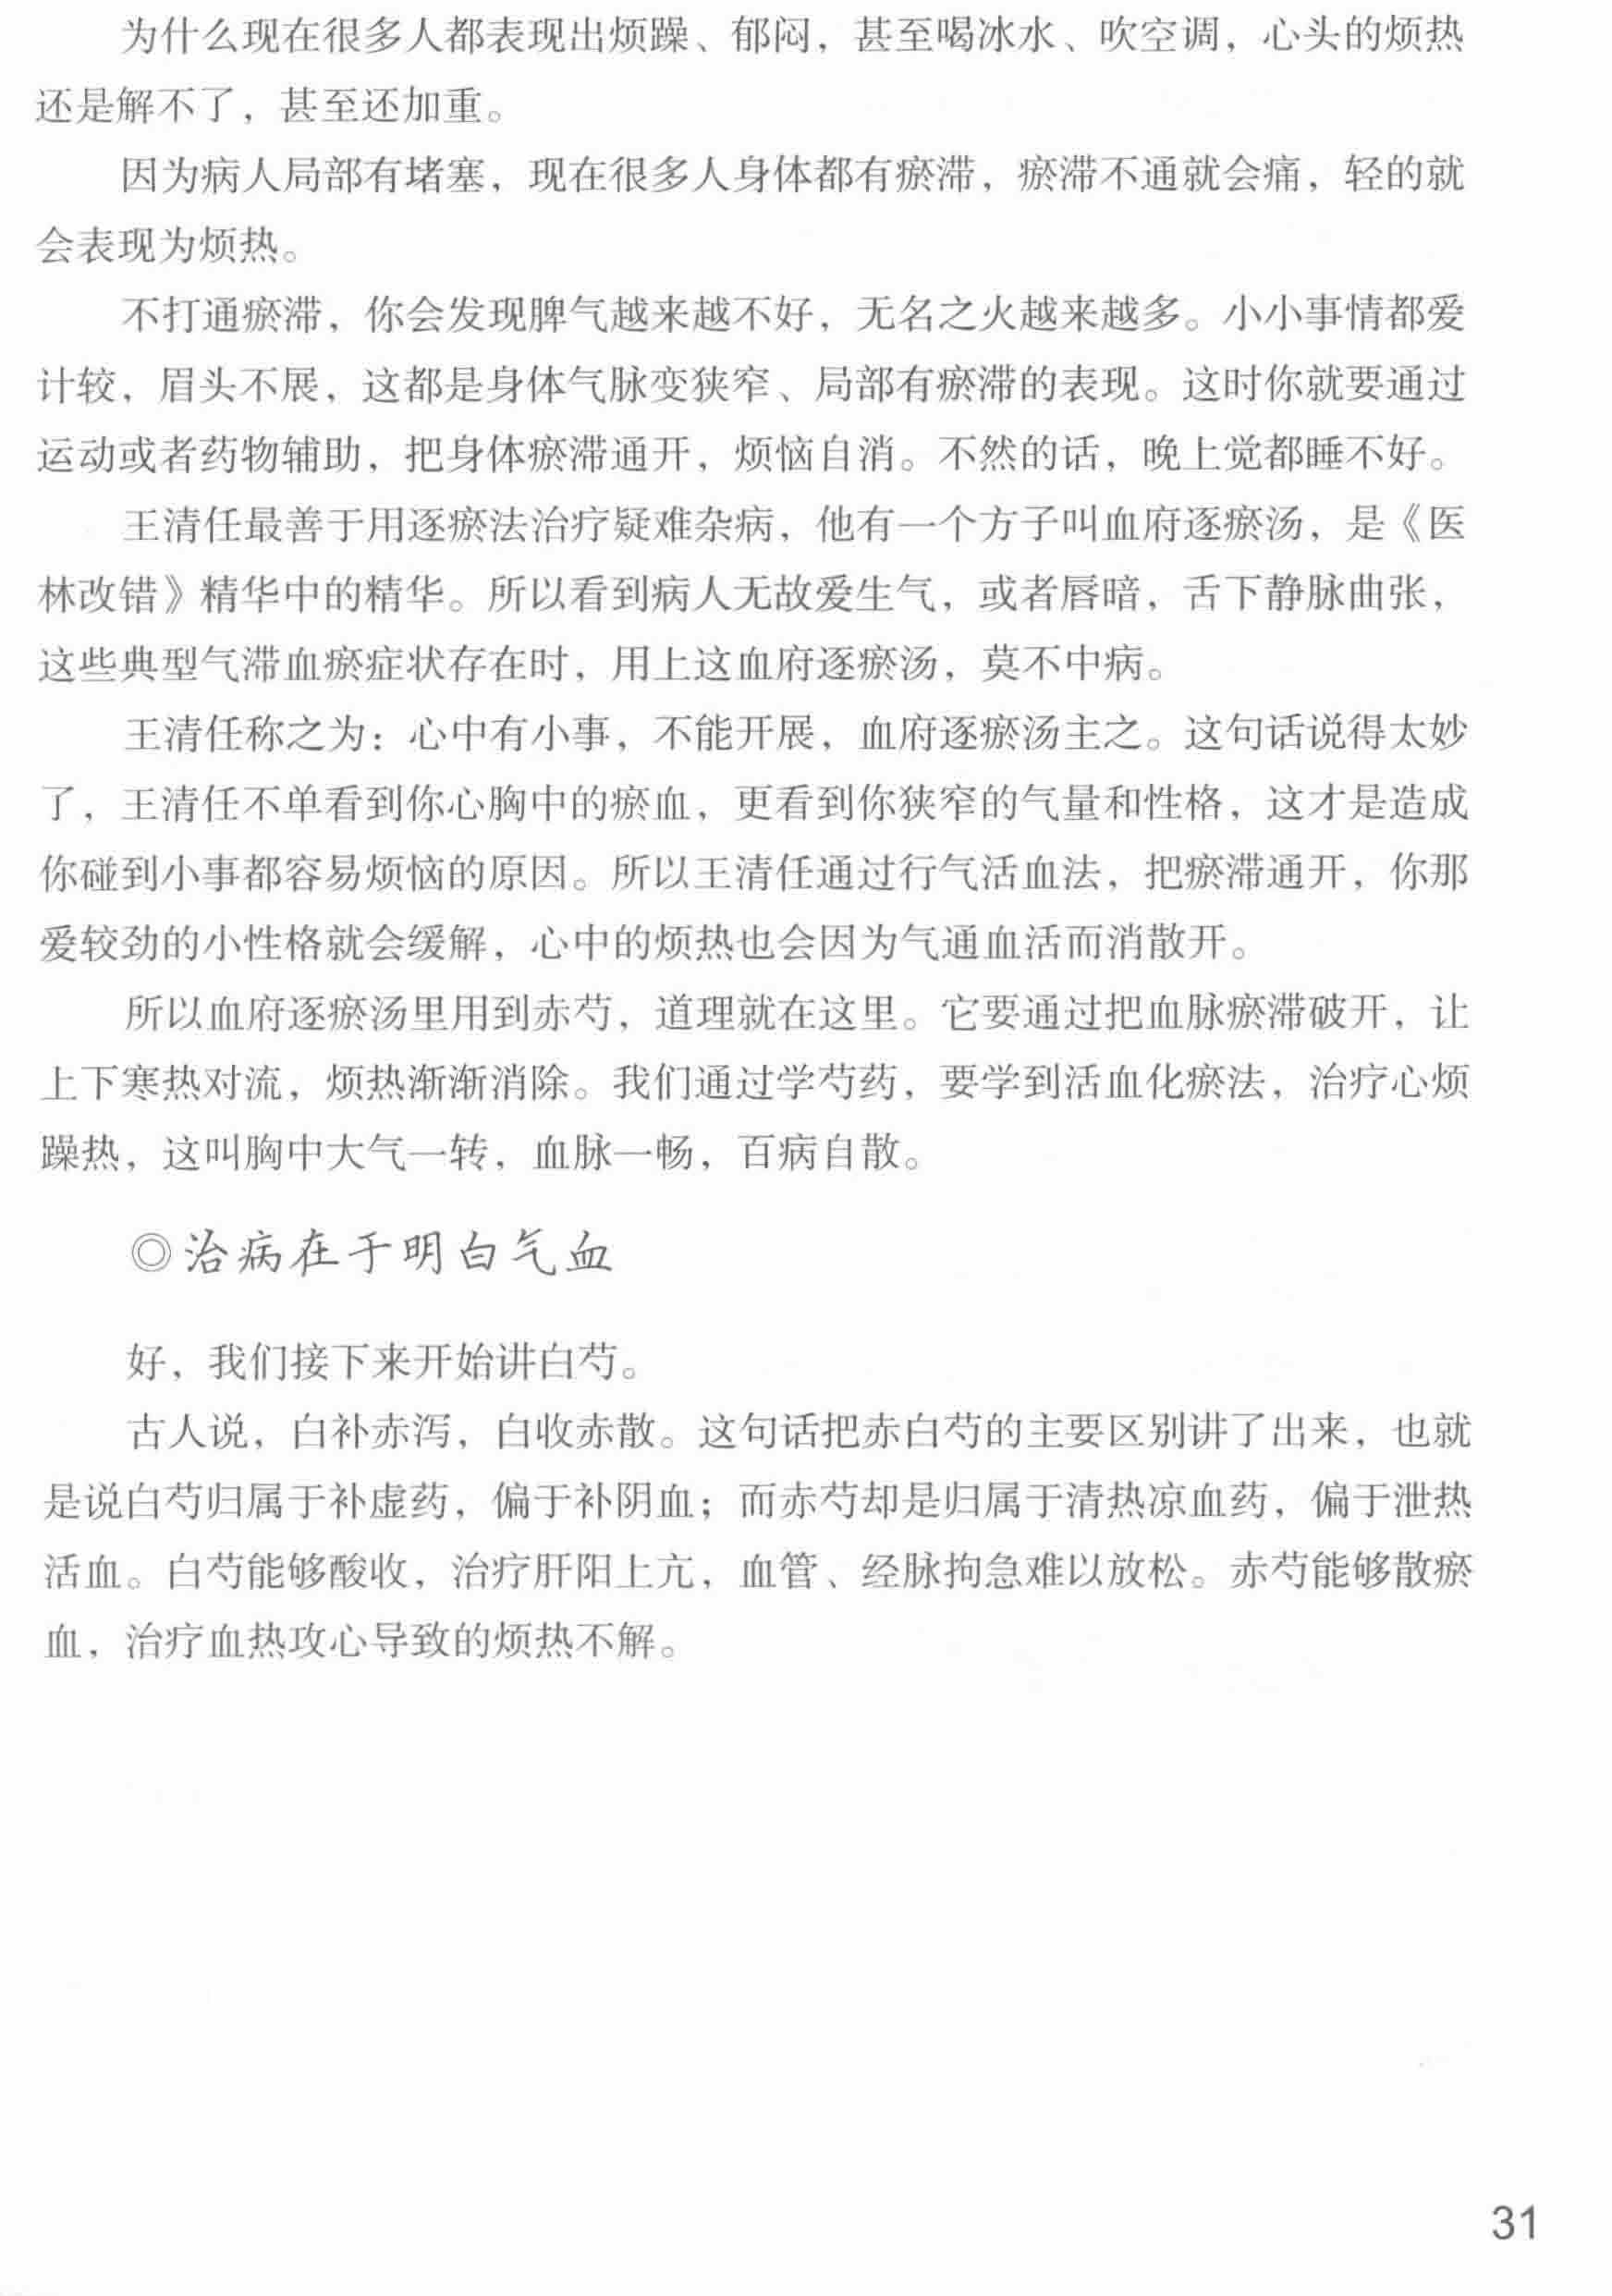 为什么现在很多人都表现出烦躁、郁闷，甚至喝冰水、吹空调，心头的烦热
还是解不了，甚至还加重。
因为病人局部有堵塞，现在很多人身体都有瘀滞，瘀滞不通就会痛，轻的就
会表现为烦热。
不打通瘀滞，你会发现脾气越来越不好，无名之火越来越多。小小事情都爱
计较，眉头不展，这都是身体气脉变狭窄、局部有瘀滞的表现。这时你就要通过
运动或者药物辅助，把身体瘀滞通开，烦恼自消。不然的话，晚上觉都睡不好。
王清任最善于用逐瘀法治疗疑难杂病，他有一个方子叫血府逐瘀汤，是《医
林改错》精华中的精华。所以看到病人无故爱生气，或者唇暗，舌下静脉曲张，
这些典型气滞血瘀症状存在时，用上这血府逐瘀汤，莫不中病。
王清任称之为：心中有小事，不能开展，血府逐瘀汤主之。这句话说得太妙
了，王清任不单看到你心胸中的瘀血，更看到你狭窄的气量和性格，这才是造成
你碰到小事都容易烦恼的原因。所以王清任通过行气活血法，把瘀滞通开，你那
爱较劲的小性格就会缓解，心中的烦热也会因为气通血活而消散开。
所以血府逐瘀汤里用到赤芍，道理就在这里。它要通过把血脉瘀滞破开，让
上下寒热对流，烦热渐渐消除。我们通过学芍药，要学到活血化瘀法，治疗心烦
躁热，这叫胸中大气一转，血脉一畅，百病自散。
◎治病在于明白气血
好，我们接下来开始讲白芍。
古人说，白补赤泻，白收赤散。这句话把赤白芍的主要区别讲了出来，也就
是说白芍归属于补虚药，偏于补阴血；而赤芍却是归属于清热凉血药，偏于泄热
活血。白芍能够酸收，治疗肝阳上亢，血管、经脉拘急难以放松。赤芍能够散瘀
血，治疗血热攻心导致的烦热不解。
31